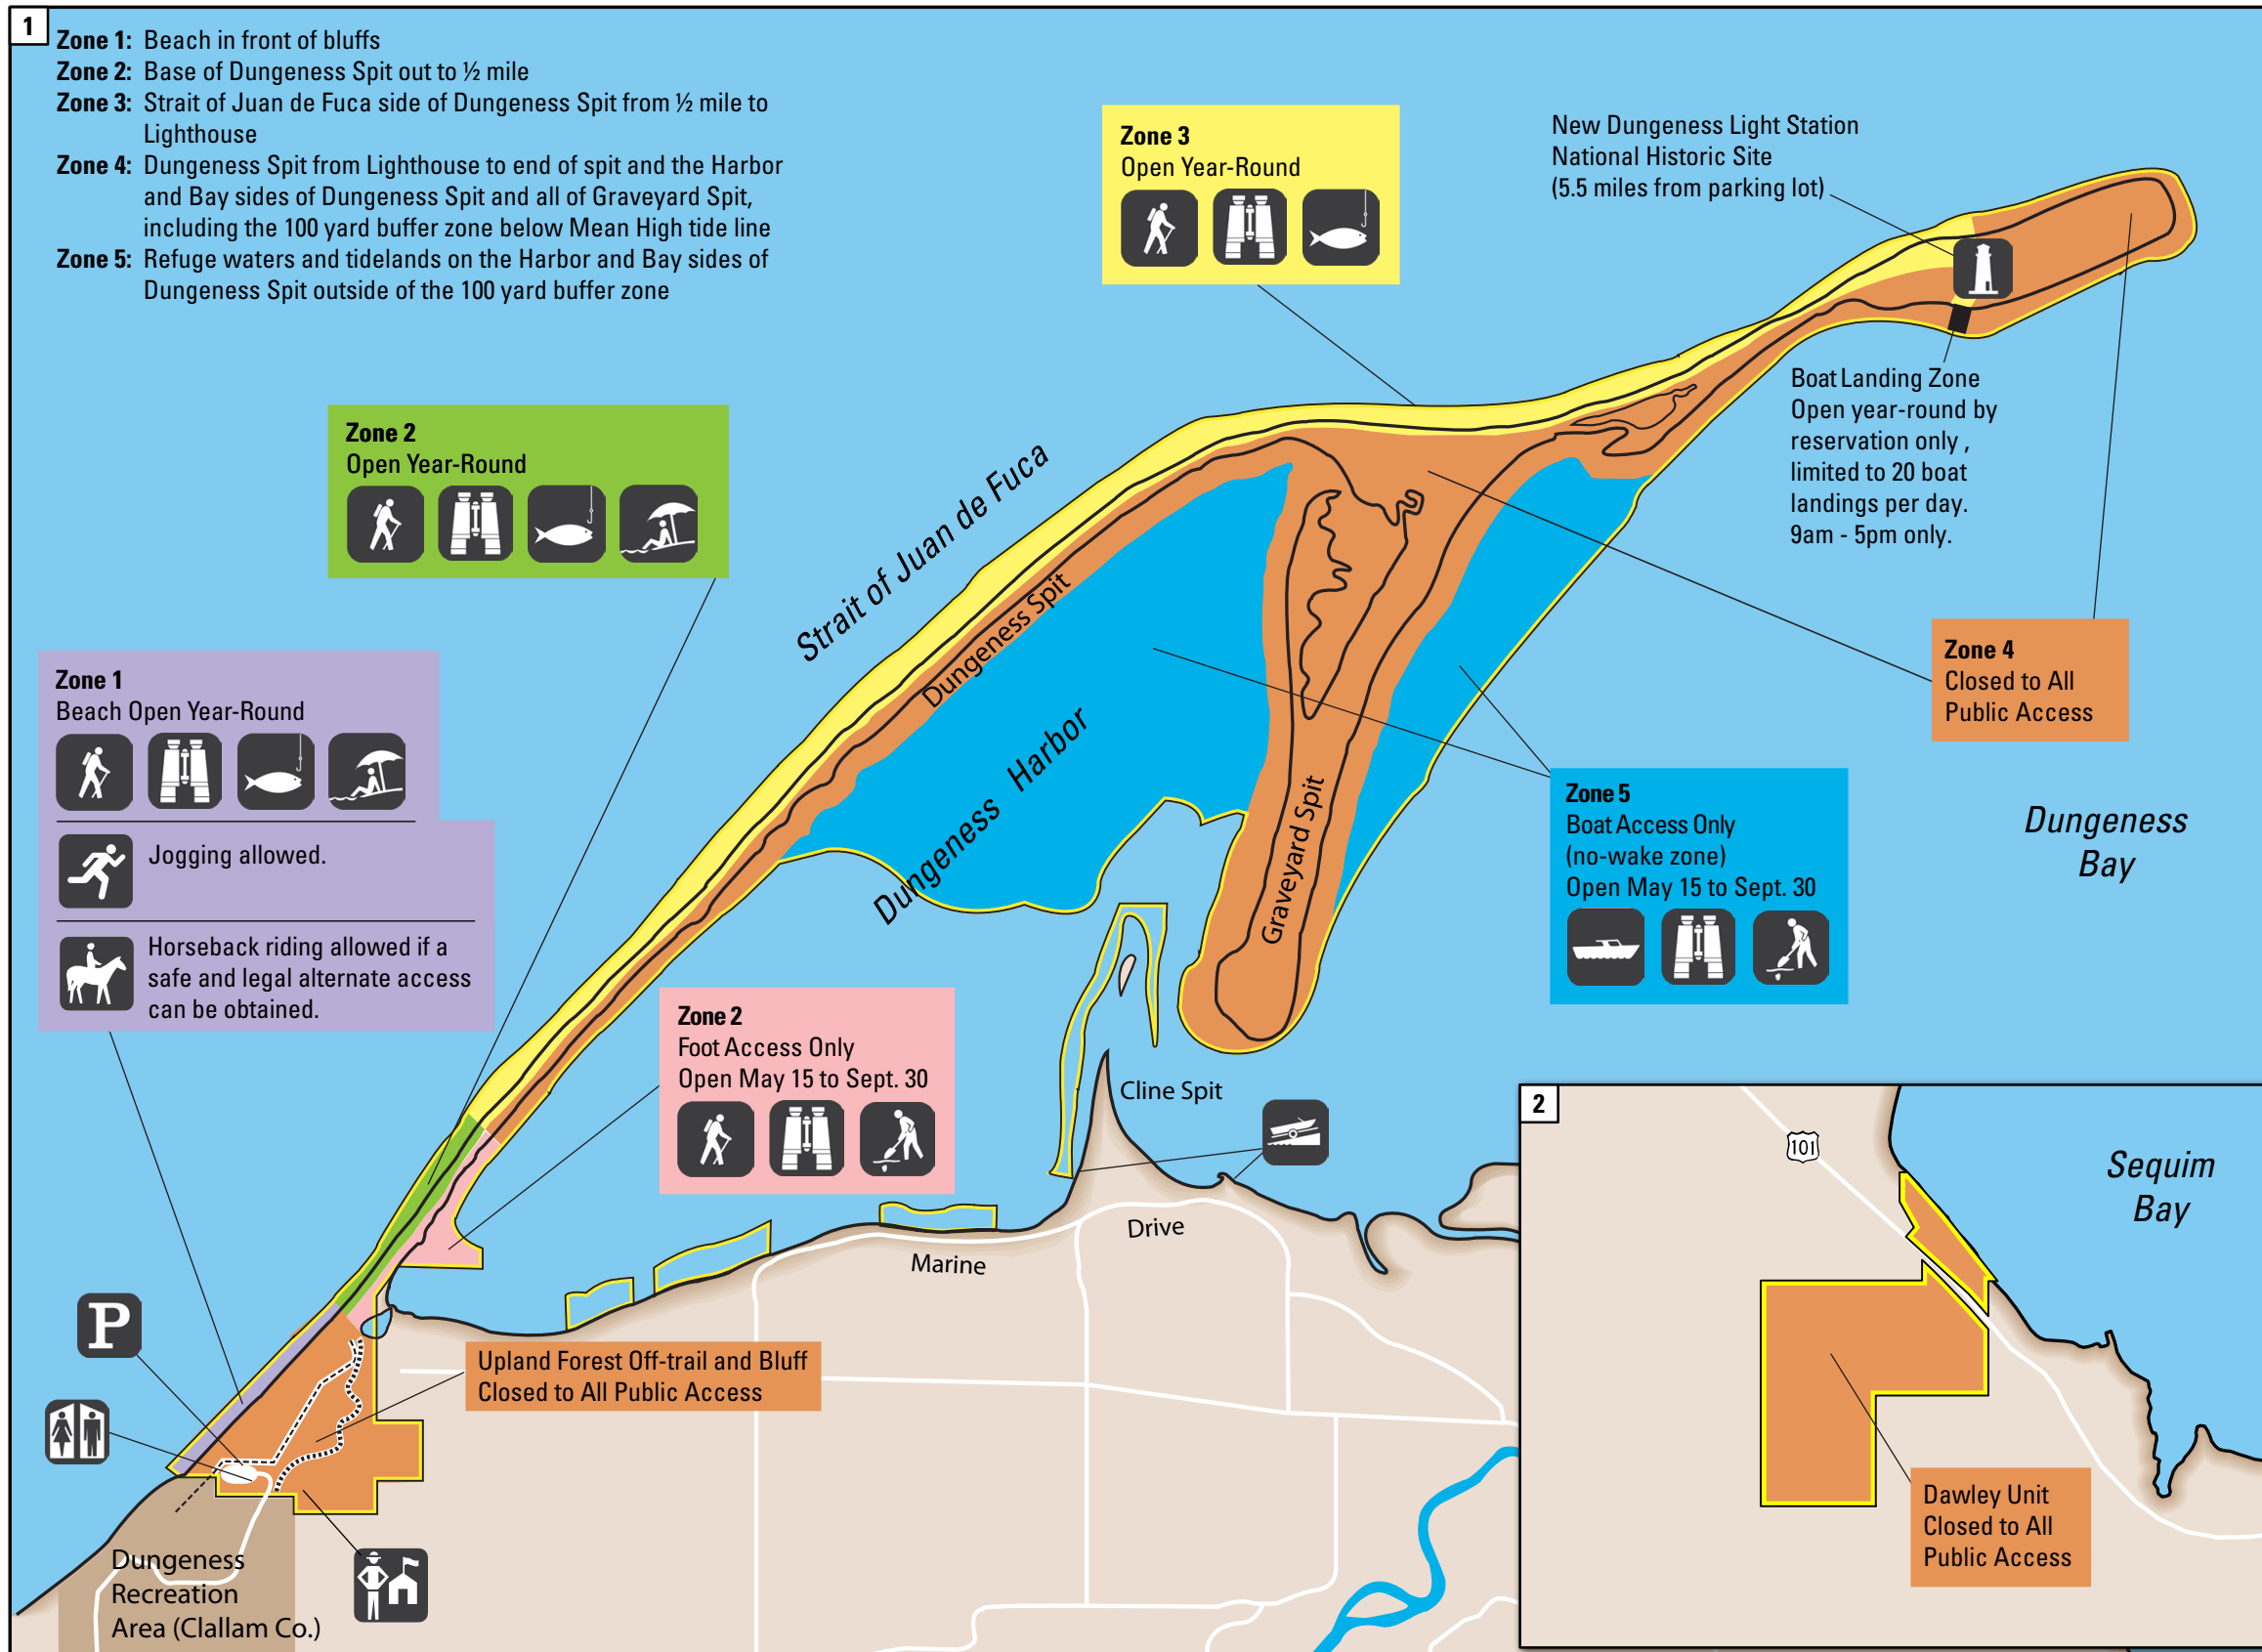 1
Zone 1: Beach in front of bluffs
Zone 2: Base of Dungeness Spit out to ½ mile
Zone 3: Strait of Juan de Fuca side of Dungeness Spit from ½ mile to
Lighthouse
Zone 4: Dungeness Spit from Lighthouse to end of spit and the Harbor
and Bay sides of Dungeness Spit and all of Graveyard Spit,
including the 100 yard buffer zone below Mean High tide line
Zone 5: Refuge waters and tidelands on the Harbor and Bay sides of
Dungeness Spit outside of the 100 yard buffer zone
Zone 3
Open Year-Round
New Dungeness Light Station
National Historic Site
(5.5 miles from parking lot)
Boat Landing Zone
Open year-round by
reservation only ,
limited to 20 boat
landings per day.
9am - 5pm only.
Zone 2
Open Year-Round
Strait of Juan de Fuca
Dungeness Spit
Zone 1
Beach Open Year-Round
Jogging allowed.
Horseback riding allowed if a
safe and legal alternate access
can be obtained.
Zone 4
Closed to All
Public Access
Dungeness Harbor
Graveyard Spit
Zone 5
Boat Access Only
(no-wake zone)
Open May 15 to Sept. 30
Dungeness
Bay
Zone 2
Foot Access Only
Open May 15 to Sept. 30
Cline Spit
Marine
Drive
P
Upland Forest Off-trail and Bluff
Closed to All Public Access
Dungeness
Recreation
Area (Clallam Co.)
2
101
Sequim
Bay
Dawley Unit
Closed to All
Public Access